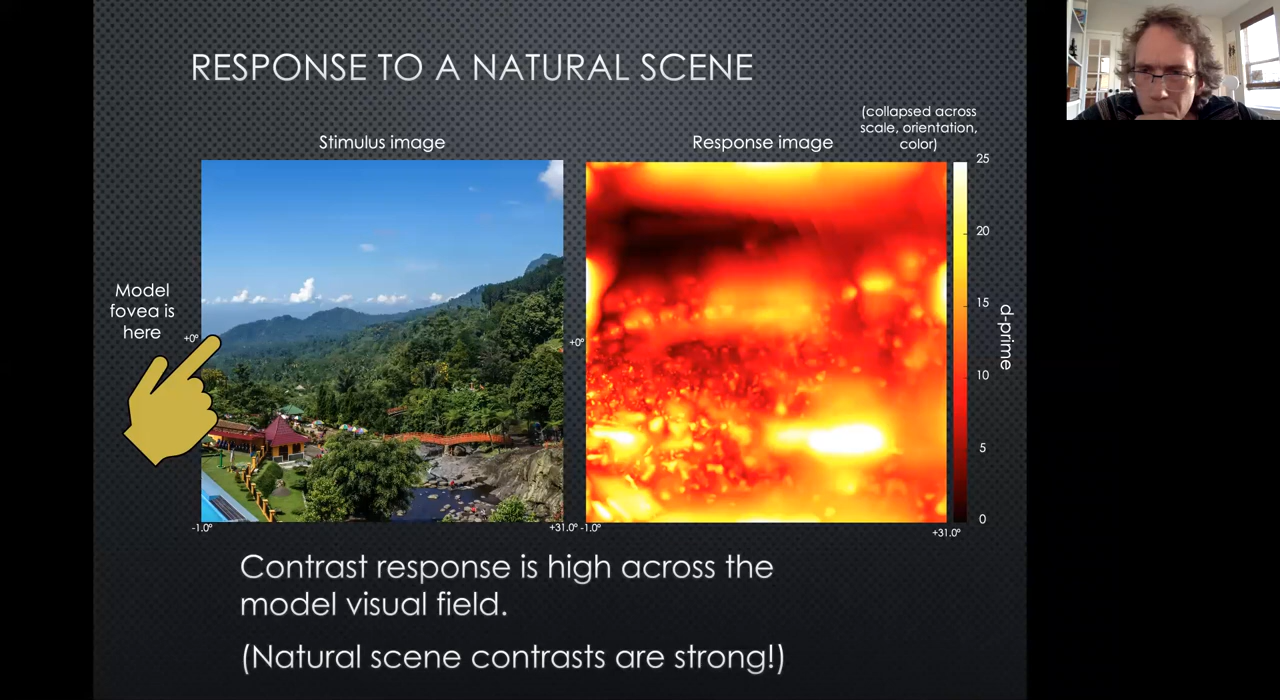 RESPONSE TO A NATURAL SCENE
(collapsed across
scale, orientation,
color)
Stimulus image
Response image
25
20
15
10
5
0
d-prime
Model
fovea is
here
+0°
+0°
-1.0°
+31.0°
-1.0°
+31.0°
Contrast response is high across the
model visual field.
(Natural scene contrasts are strong!)